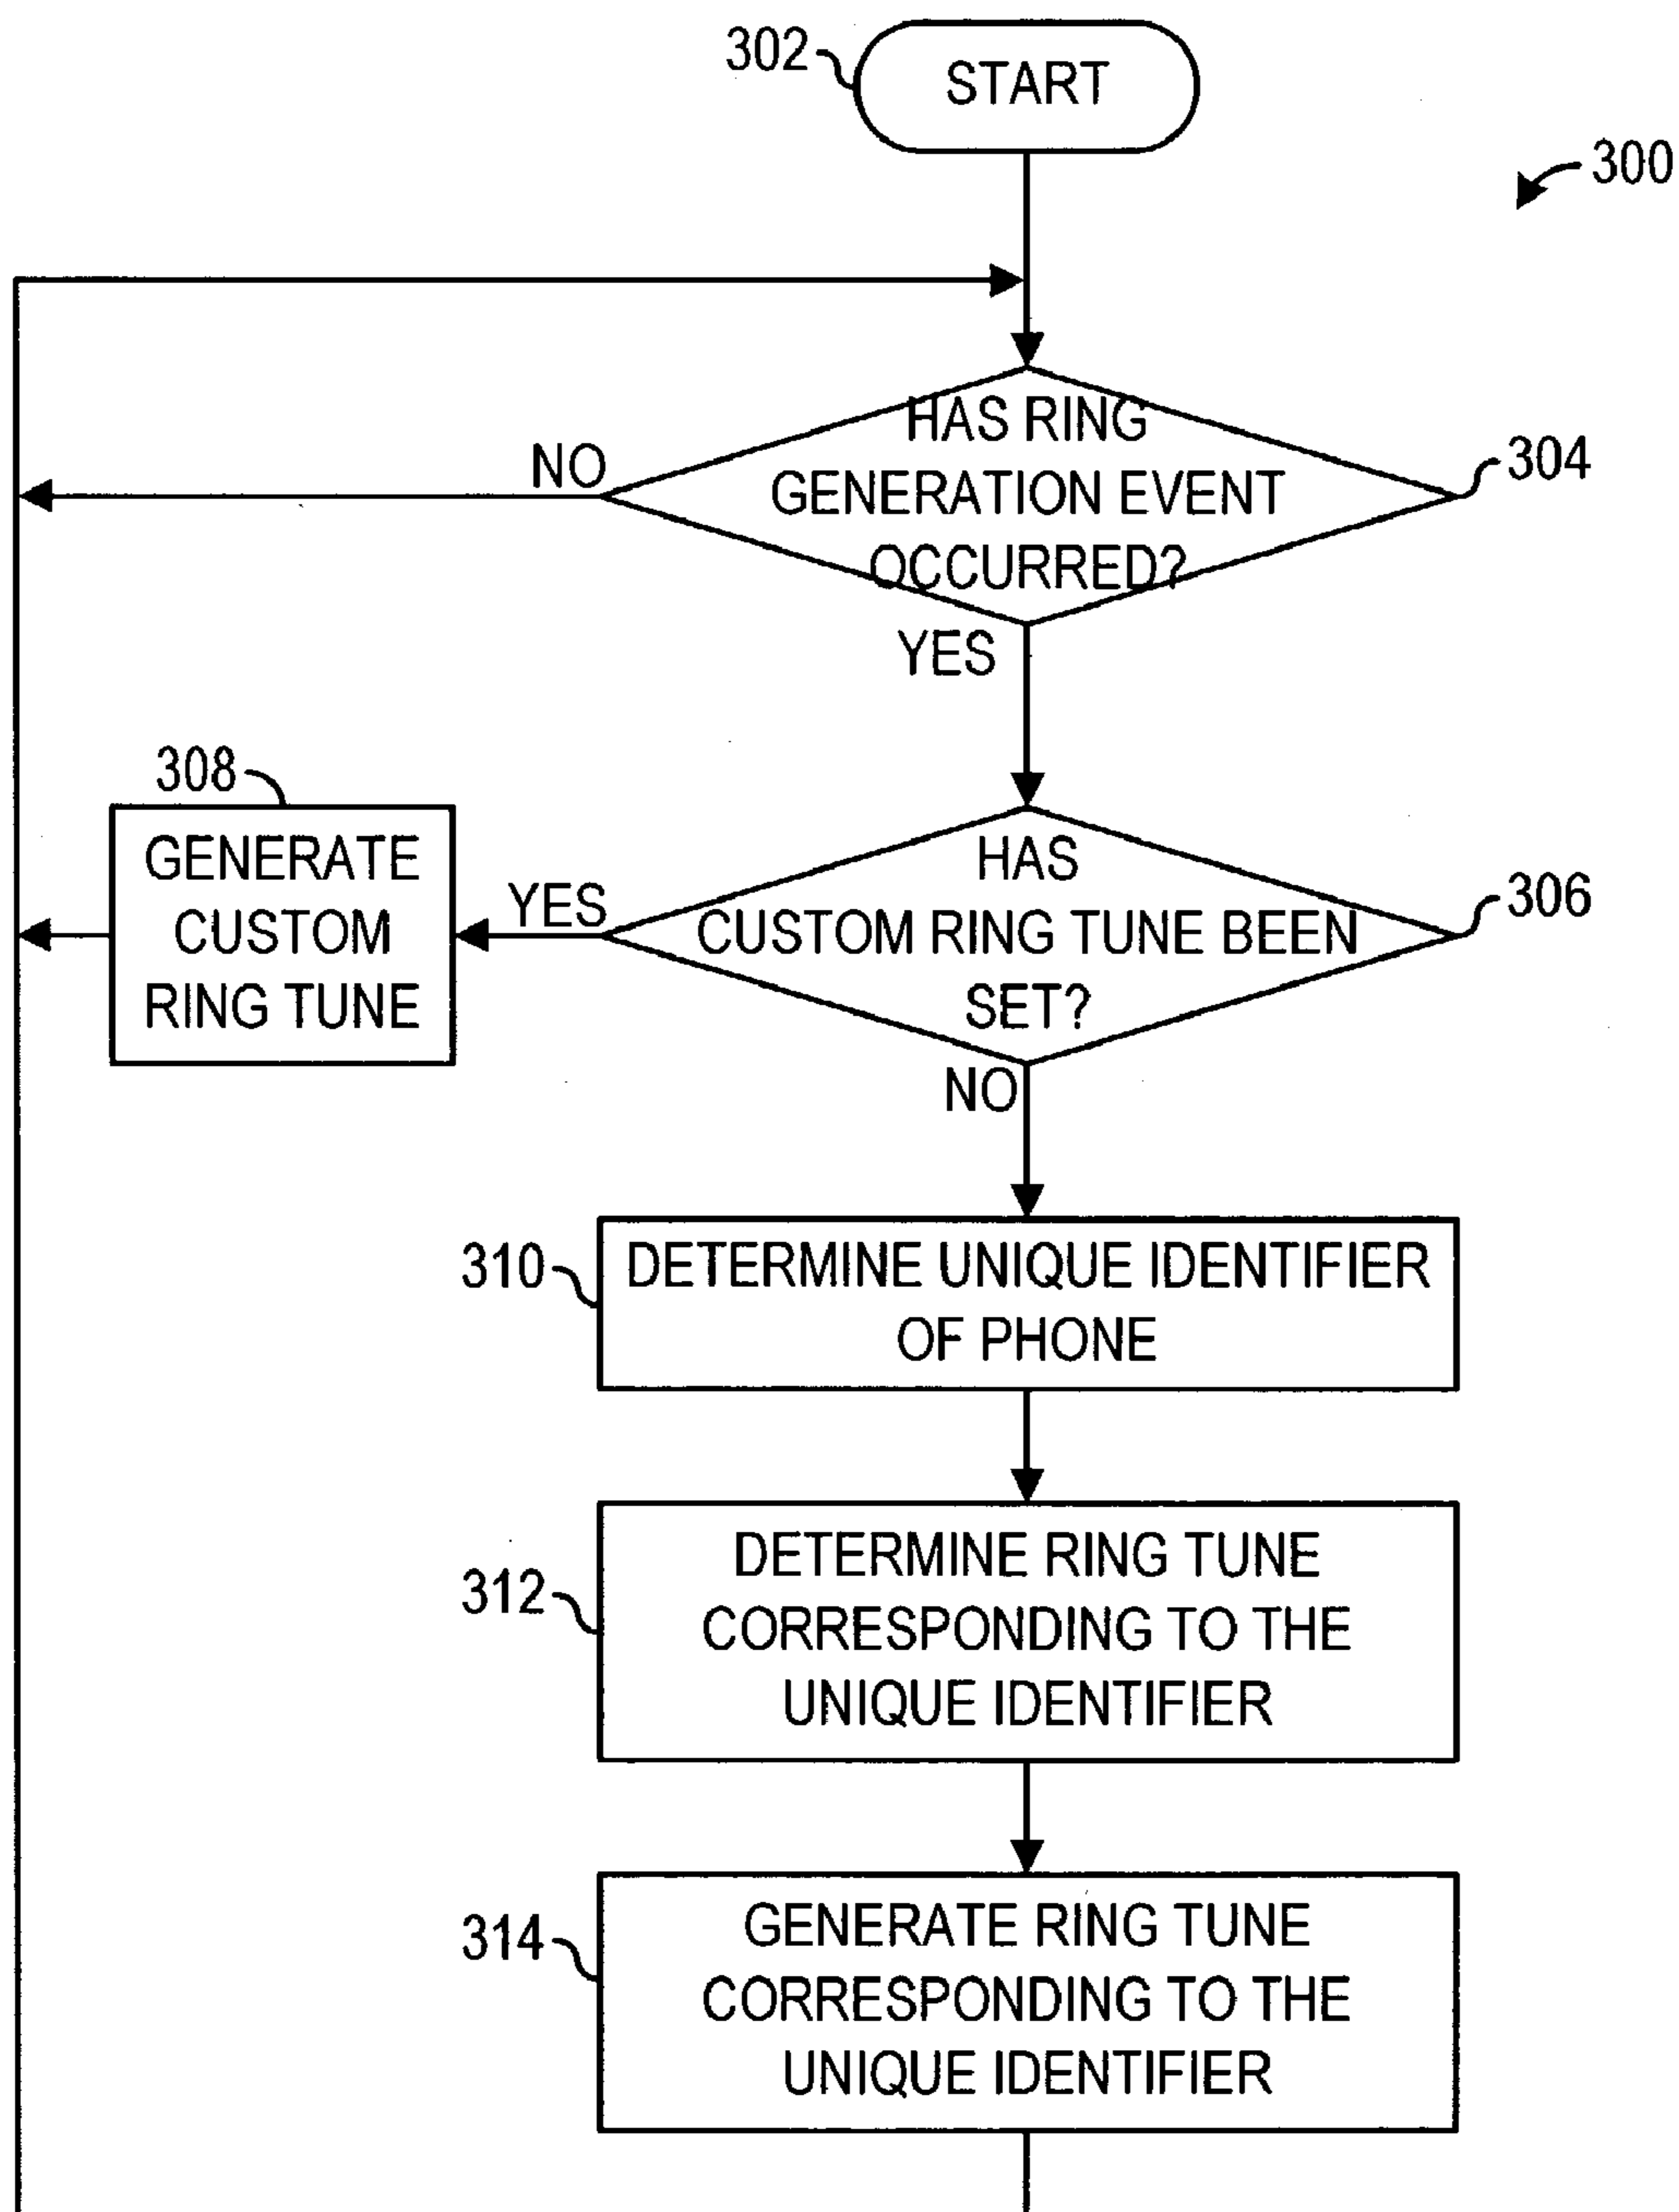 302
START
300
HAS RING
GENERATION EVENT
OCCURRED?
NO
304
YES
308
GENERATE
CUSTOM
RING TUNE
YES
HAS
CUSTOM RING TUNE BEEN
SET?
306
NO
310
DETERMINE UNIQUE IDENTIFIER
OF PHONE
312
DETERMINE RING TUNE
CORRESPONDING TO THE
UNIQUE IDENTIFIER
314
GENERATE RING TUNE
CORRESPONDING TO THE
UNIQUE IDENTIFIER